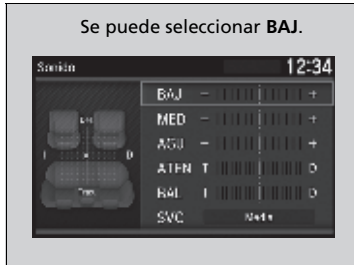 Se puede seleccionar BAJ.
Sonido 12:34
BAJ - +
MED - +
AGU - +
ATEN T D
BAL I D
SVC Media
I D